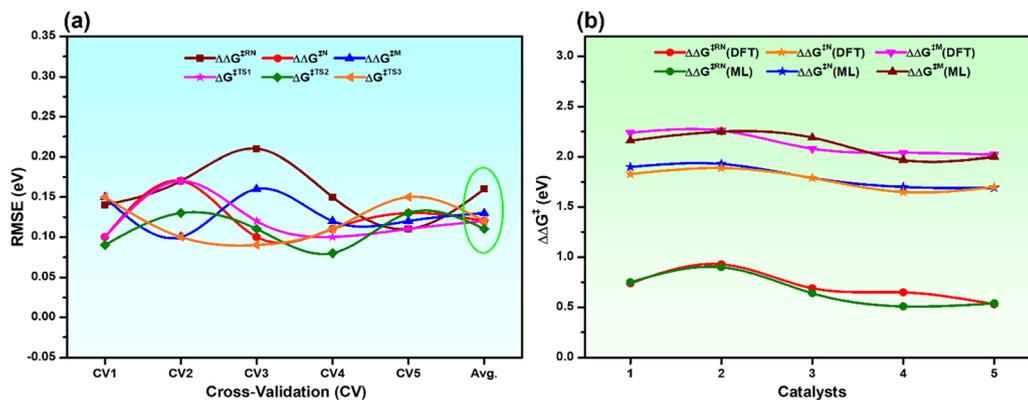 (a)
ΔΔG‡RN ΔΔG‡N ΔΔG‡M
ΔG‡TS1 ΔG‡TS2 ΔG‡TS3
0.35
0.30
0.25
0.20
0.15
0.10
0.05
0.00
-0.05
RMSE (eV)
CV1 CV2 CV3 CV4 CV5 Avg.
Cross-Validation (CV)
(b)
ΔΔG‡RN(DFT) ΔΔG‡N(DFT) ΔΔG‡M(DFT)
ΔΔG‡RN(ML) ΔΔG‡N(ML) ΔΔG‡M(ML)
3.0
2.5
2.0
1.5
1.0
0.5
0.0
ΔΔG‡ (eV)
1 2 3 4 5
Catalysts